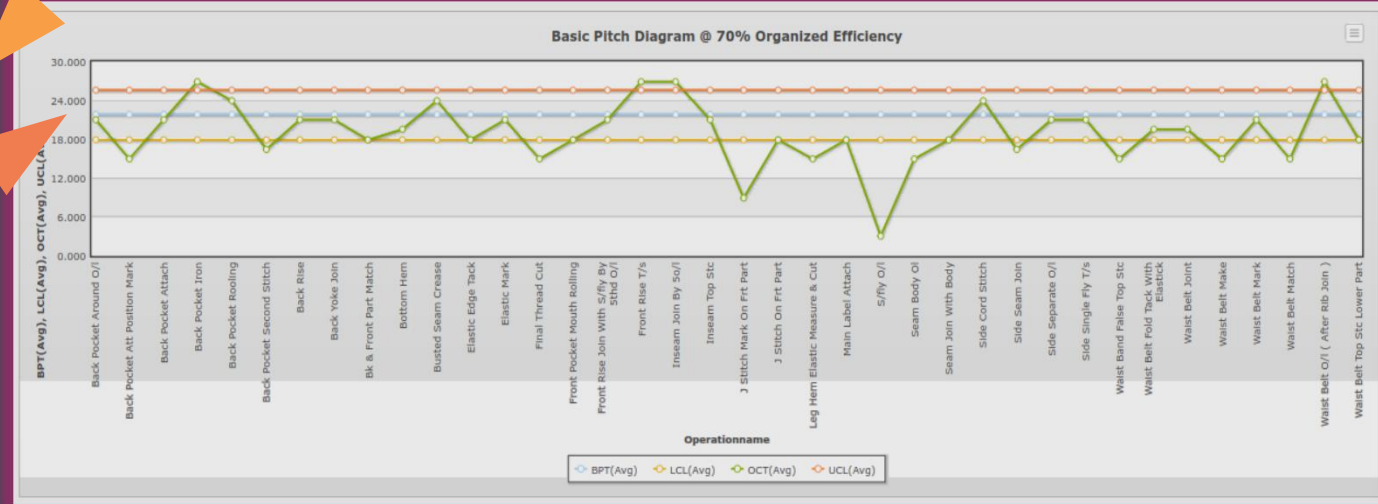 Basic Pitch Diagram @ 70% Organized Efficiency
30.000
24.000
18.000
12.000
6.000
0.000
BPT(Avg), LCL(Avg), OCT(Avg), UCL(A
Back Pocket Around O/l
Back Pocket Att Position Mark
Back Pocket Attach
Back Pocket Iron
Back Pocket Rooling
Back Pocket Second Stitch
Back Rise
Back Yoke Join
Bk & Front Part Match
Bottom Hem
Busted Seam Crease
Elastic Edge Tack
Elastic Mark
Final Thread Cut
Front Pocket Mouth Rolling
Front Rise Join With S/fly By
5thd O/l
Front Rise T/s
Inseam Join By 5o/l
Inseam Top Stc
J Stitch Mark On Frt Part
J Stitch On Frt Part
Leg Hem Elastic Measure & Cut
Main Label Attach
S/fly O/l
Seam Body Ol
Seam Join With Body
Side Cord Stitch
Side Seam Join
Side Separate O/l
Side Single Fly T/s
Waist Band False Top Stc
Waist Belt Fold Tack With
Elastick
Waist Belt Joint
Waist Belt Make
Waist Belt Mark
Waist Belt Match
Waist Belt O/l ( After Rib Join )
Waist Belt Top Stc Lower Part
Operationname
BPT(Avg) LCL(Avg) OCT(Avg) UCL(Avg)